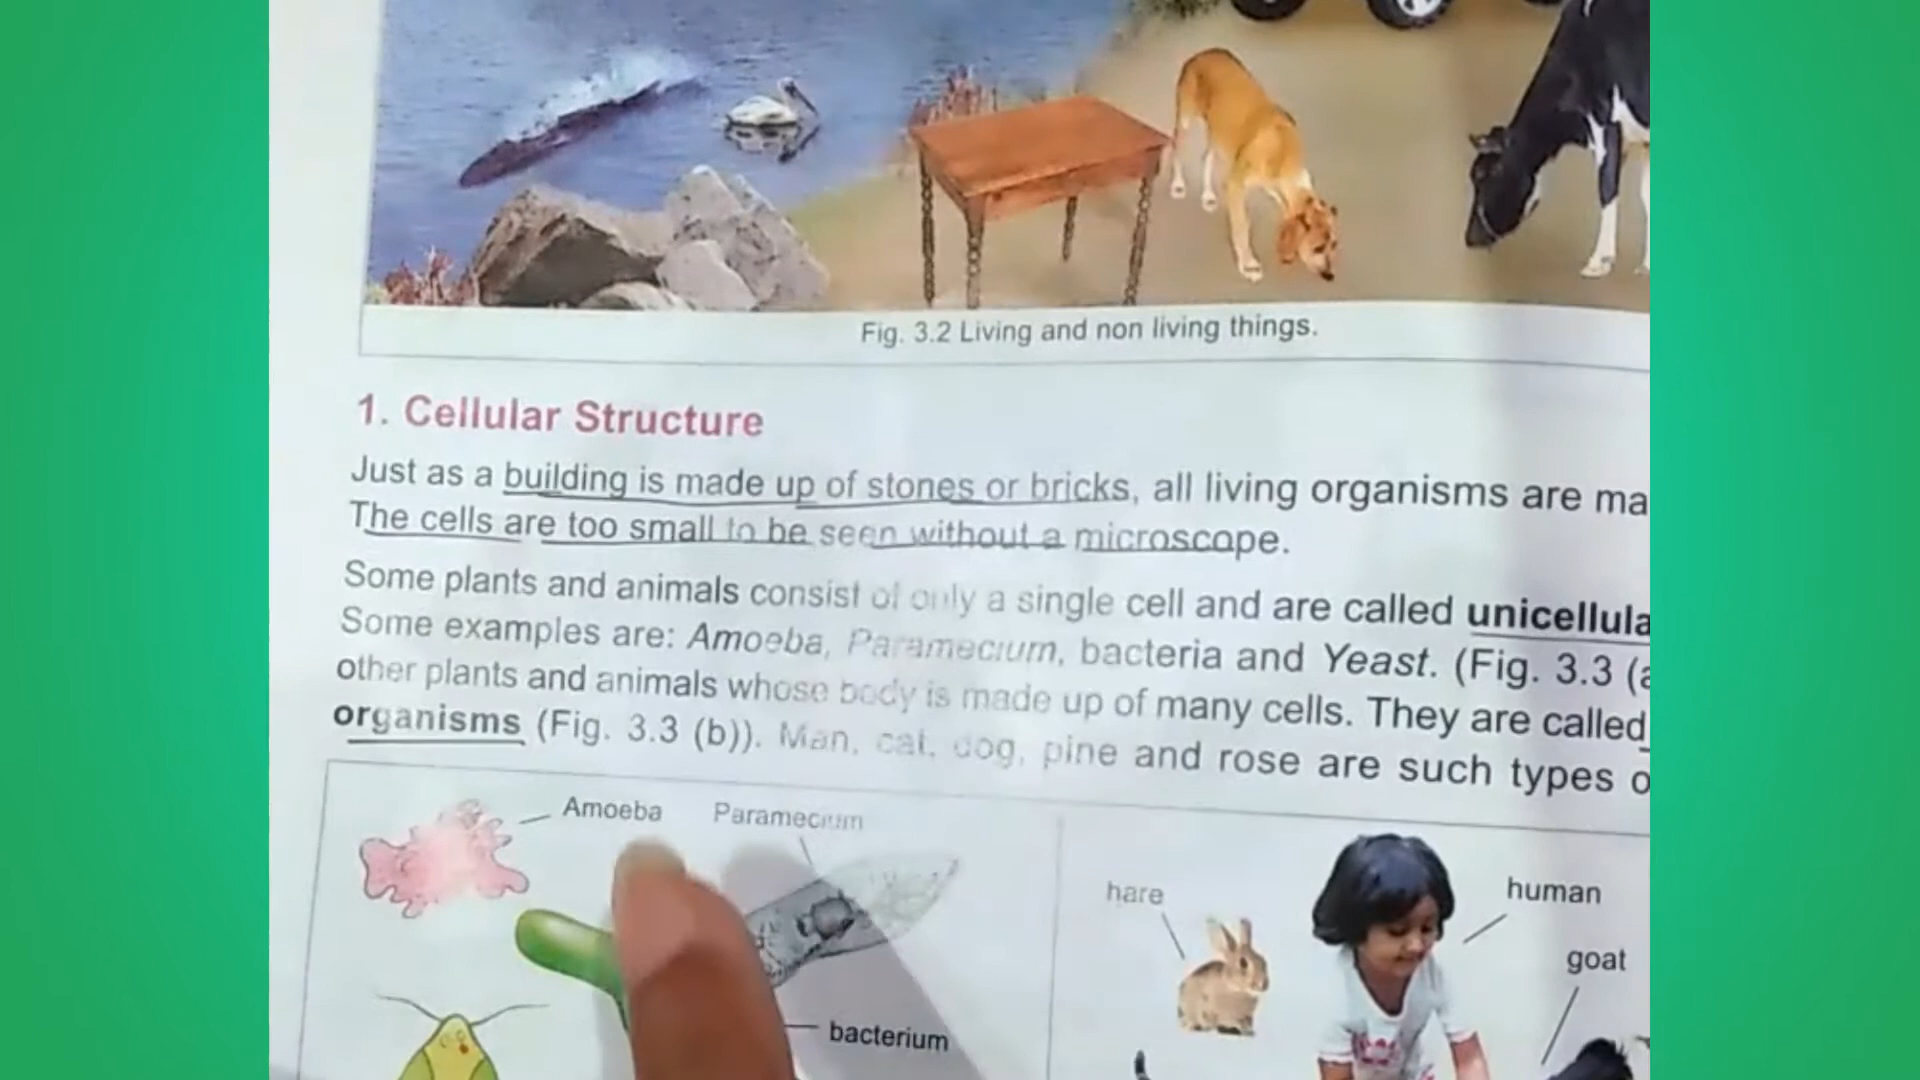 Fig. 3.2 Living and non living things.
1. Cellular Structure
Just as a building is made up of stones or bricks, all living organisms are ma
The cells are too small to be seen without a microscope.
Some plants and animals consist of only a single cell and are called unicellula
Some examples are: Amoeba, Paramecium, bacteria and Yeast. (Fig. 3.3 (a
other plants and animals whose body is made up of many cells. They are called
organisms (Fig. 3.3 (b)). Man, cat, dog, pine and rose are such types o
Amoeba
Paramecium
bacterium
hare
human
goat